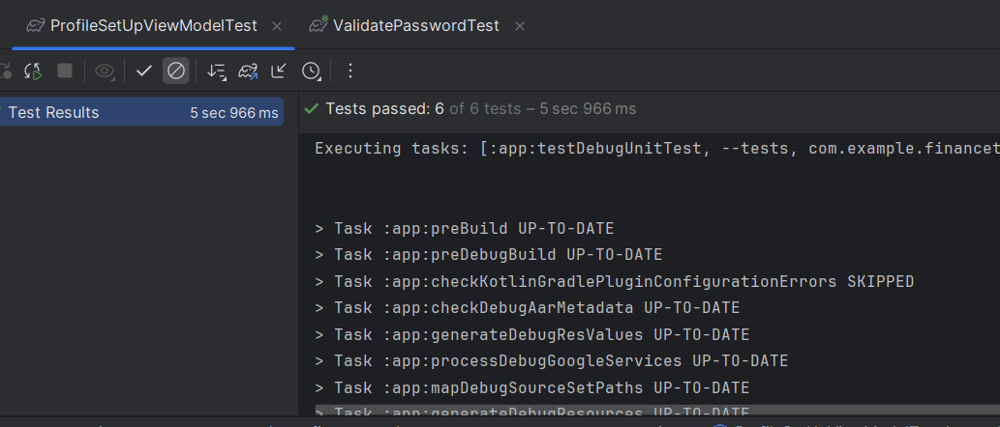 ProfileSetUpViewModelTest ValidatePasswordTest
Test Results 5 sec 966 ms
Tests passed: 6 of 6 tests – 5 sec 966 ms
Executing tasks: [:app:testDebugUnitTest, --tests, com.example.financet
> Task :app:preBuild UP-TO-DATE
> Task :app:preDebugBuild UP-TO-DATE
> Task :app:checkKotlinGradlePluginConfigurationErrors SKIPPED
> Task :app:checkDebugAarMetadata UP-TO-DATE
> Task :app:generateDebugResValues UP-TO-DATE
> Task :app:processDebugGoogleServices UP-TO-DATE
> Task :app:mapDebugSourceSetPaths UP-TO-DATE
> Task :app:generateDebugResources UP-TO-DATE